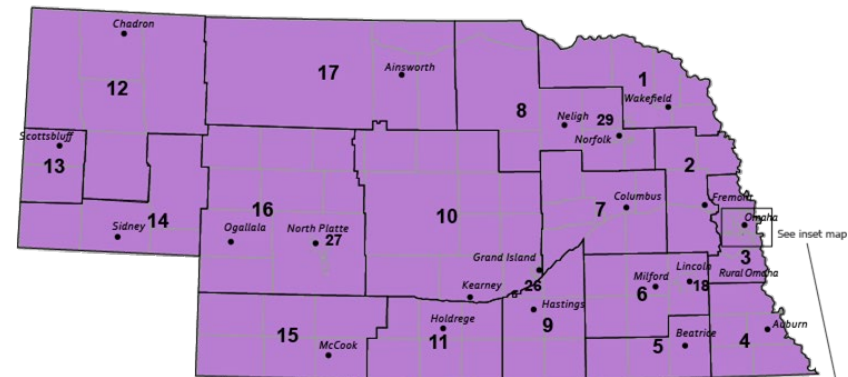 Chadron
17
Ainsworth
1
12
Wakefield
8
Neligh
29
Scottsbluff
Norfolk
13
2
Columbus
Fremont
16
10
7
14
Omaha
Sidney
Ogallala
North Platte
27
See inset map
Grand Island
3
Lincoln
Rural Omaha
Milford
Kearney
26
6
18
Hastings
Holdrege
9
Auburn
15
11
Beatrice
4
5
McCook